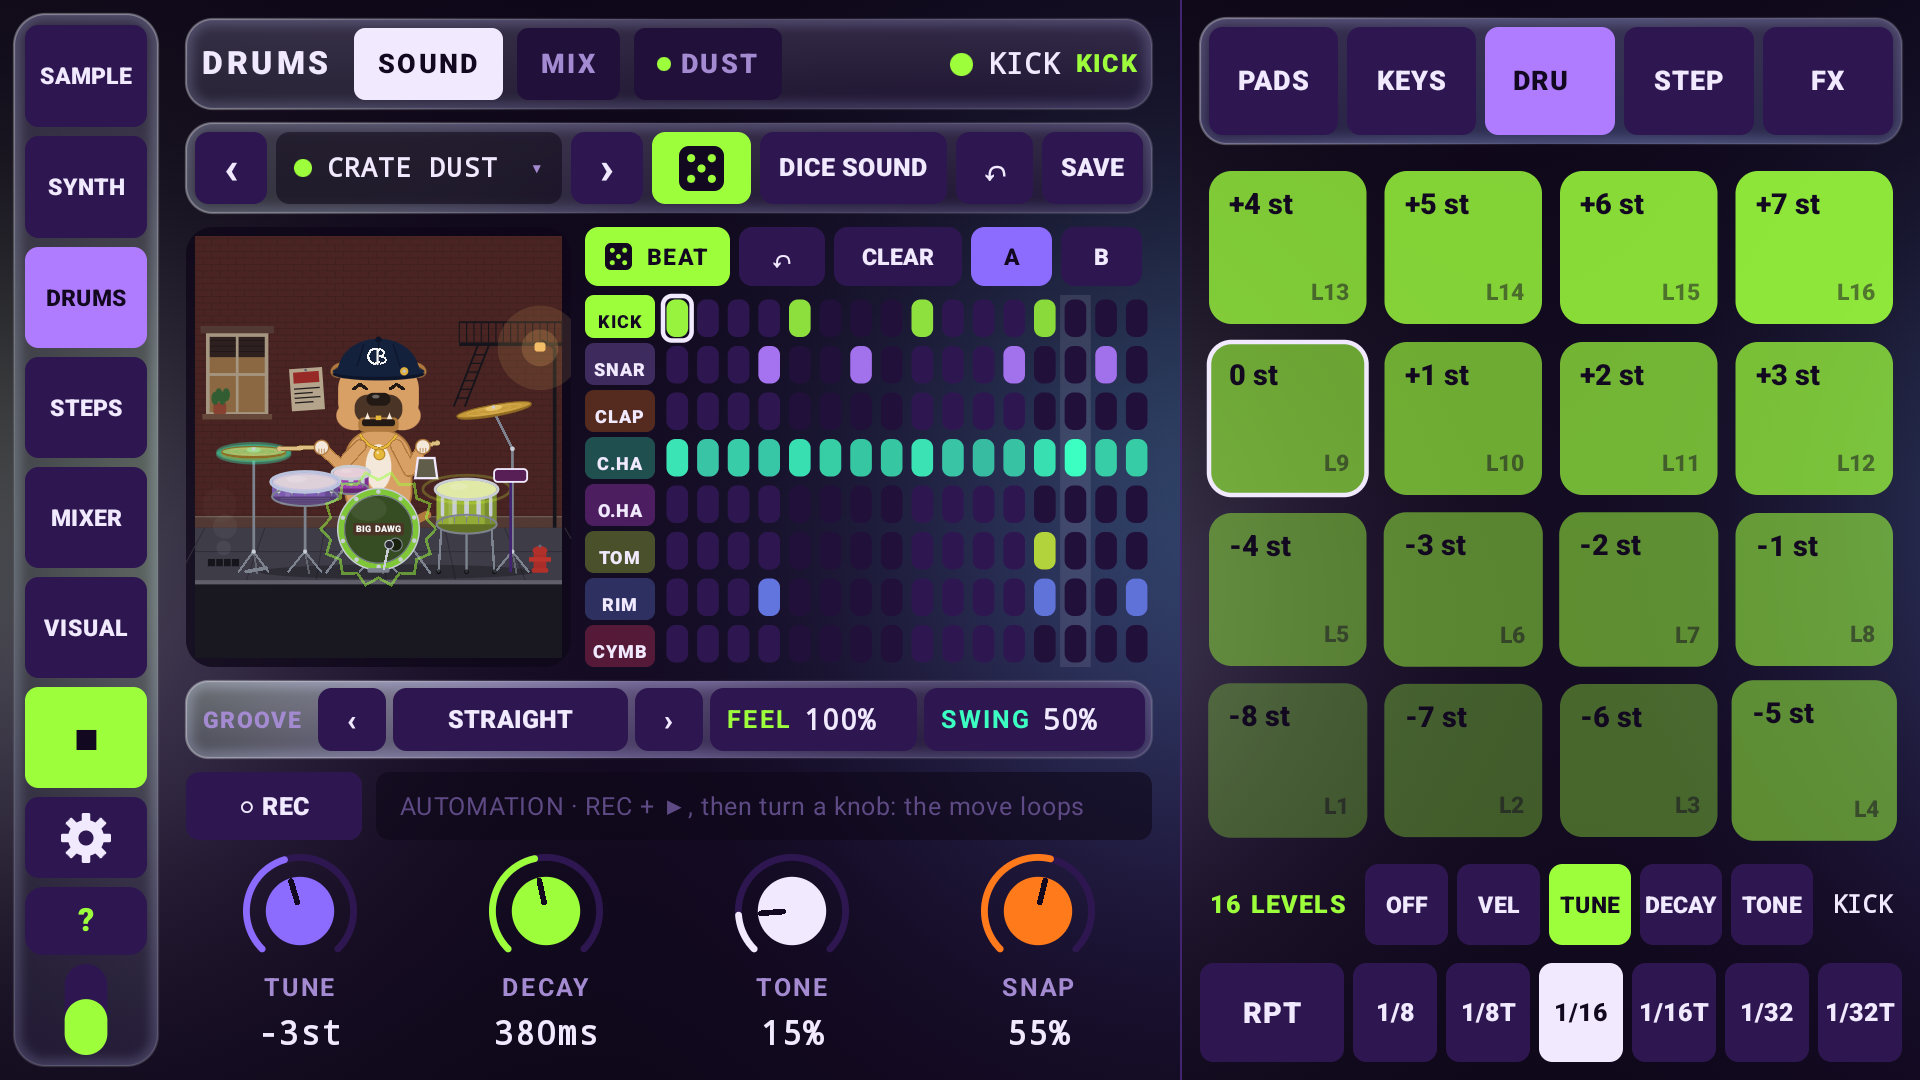 SAMPLE
SYNTH
DRUMS
STEPS
MIXER
VISUAL
?
DRUMS SOUND MIX DUST KICK KICK
‹ CRATE DUST ▾ › DICE SOUND SAVE
BEAT CLEAR A B
KICK
SNAR
CLAP
C.HA
O.HA
TOM
RIM
CYMB
CB
BIG DAWG
GROOVE ‹ STRAIGHT › FEEL 100% SWING 50%
REC AUTOMATION · REC + ►, then turn a knob: the move loops
TUNE DECAY TONE SNAP
-3st 380ms 15% 55%
PADS KEYS DRU STEP FX
+4 st +5 st +6 st +7 st
L13 L14 L15 L16
0 st +1 st +2 st +3 st
L9 L10 L11 L12
-4 st -3 st -2 st -1 st
L5 L6 L7 L8
-8 st -7 st -6 st -5 st
L1 L2 L3 L4
16 LEVELS OFF VEL TUNE DECAY TONE KICK
RPT 1/8 1/8T 1/16 1/16T 1/32 1/32T